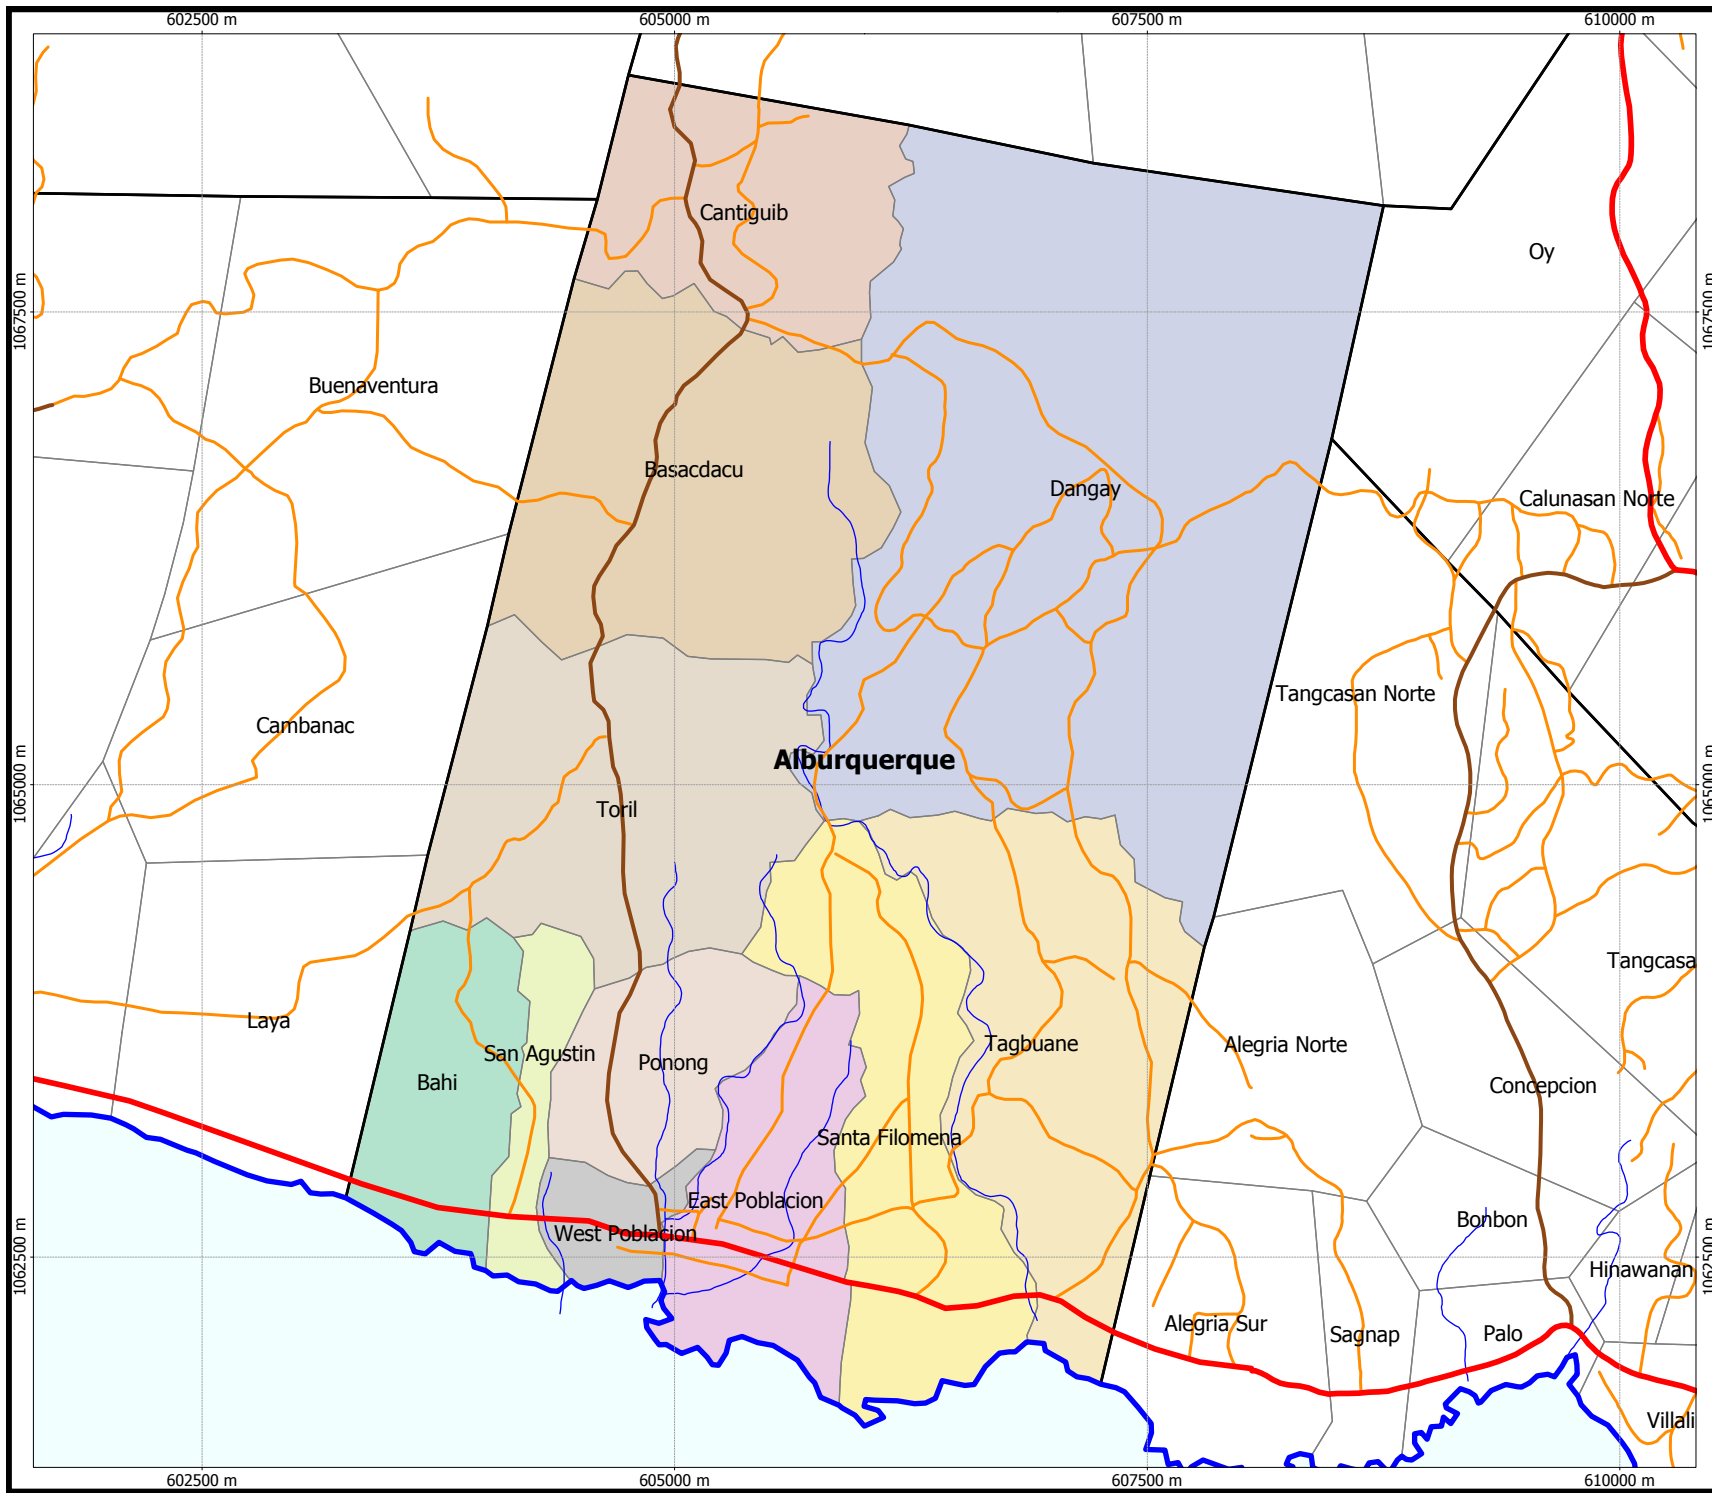 602500 m
605000 m
607500 m
610000 m
Cantiguib
Oy
1067500 m
1067500 m
Buenaventura
Basacdacu
Dangay
Calunasan Norte
Tangcasan Norte
Cambanac
Alburquerque
1065000 m
1065000 m
Toril
Tangcasa
Laya
San Agustin
Ponong
Tagbuane
Alegria Norte
Bahi
Concepcion
Santa Filomena
East Poblacion
Bonbon
West Poblacion
1062500 m
1062500 m
Hinawanan
Alegria Sur
Sagnap
Palo
Villali
602500 m
605000 m
607500 m
610000 m